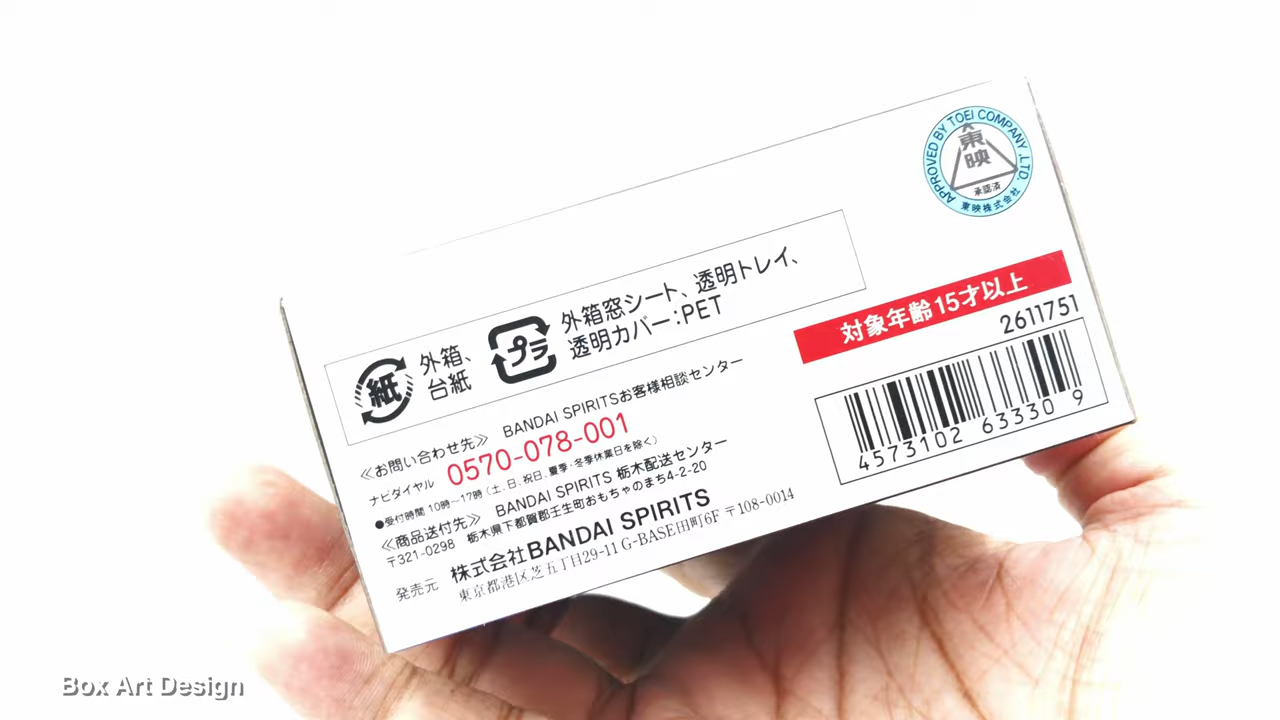 APPROVED BY TOEI COMPANY, LTD.
東映
承認済
東映株式会社
紙
外箱、
台紙
プラ
外箱窓シート、透明トレイ、
透明カバー:PET
対象年齢15才以上
2611751
4573102 63330 9
≪お問い合わせ先≫ BANDAI SPIRITSお客様相談センター
ナビダイヤル 0570-078-001
●受付時間 10時〜17時(土、日、祝日、夏季・冬季休業日を除く)
≪商品送付先≫ BANDAI SPIRITS 栃木配送センター
〒321-0298 栃木県下都賀郡壬生町おもちゃのまち4-2-20
発売元 株式会社BANDAI SPIRITS
東京都港区芝五丁目29-11 G-BASE田町6F 〒108-0014
Box Art Design